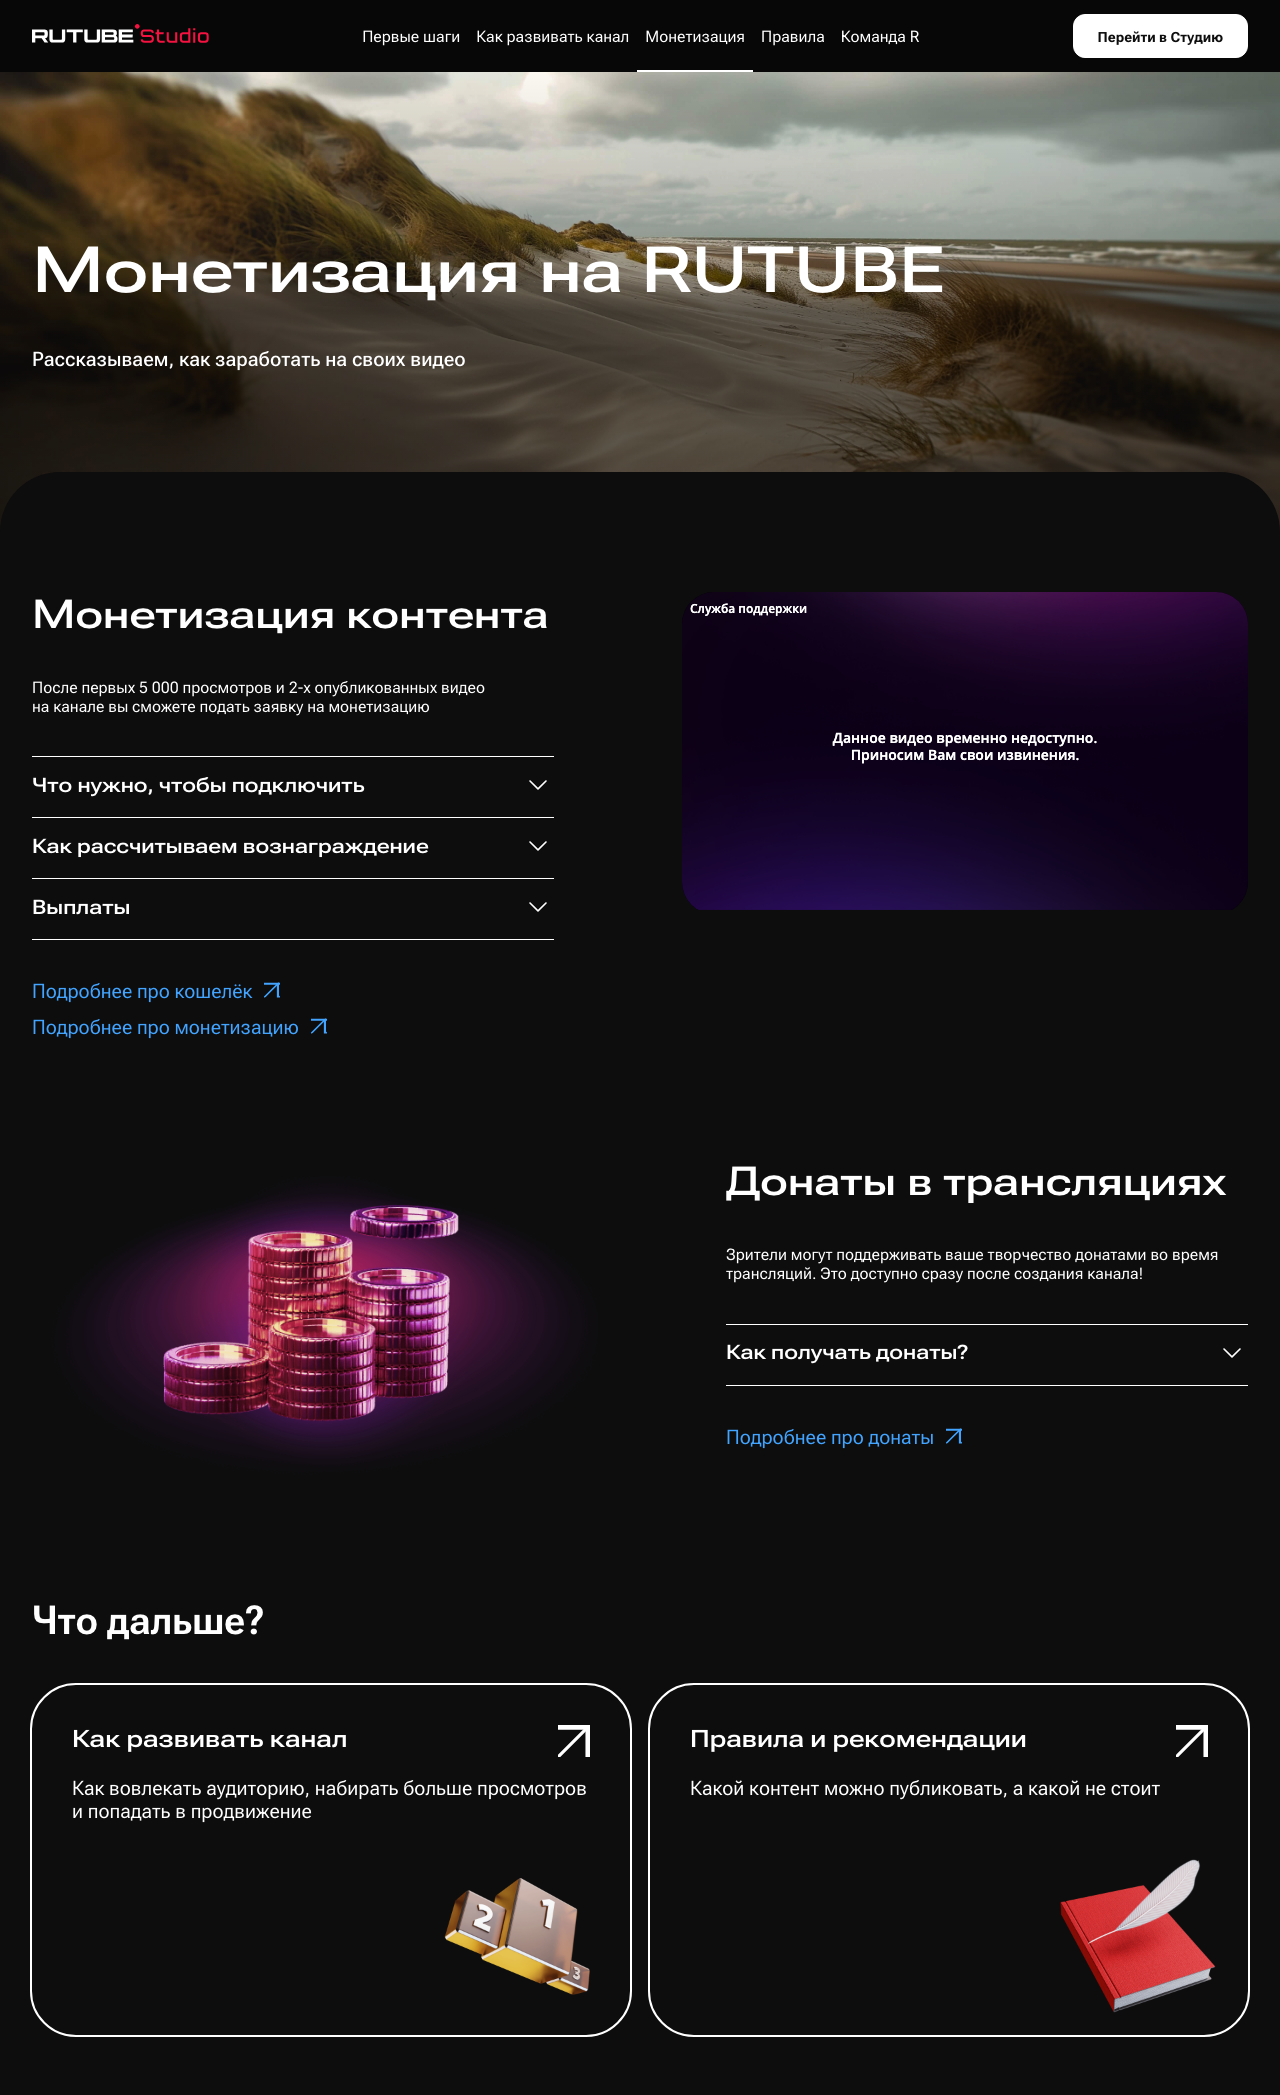 RUTUBE Studio
Первые шаги
Как развивать канал
Монетизация
Правила
Команда R
Перейти в Студию
Монетизация на RUTUBE
Рассказываем, как заработать на своих видео
Монетизация контента
После первых 5 000 просмотров и 2-х опубликованных видео
на канале вы сможете подать заявку на монетизацию
Что нужно, чтобы подключить
Как рассчитываем вознаграждение
Выплаты
Подробнее про кошелёк
Подробнее про монетизацию
Служба поддержки
Данное видео временно недоступно.
Приносим Вам свои извинения.
Донаты в трансляциях
Зрители могут поддерживать ваше творчество донатами во время
трансляций. Это доступно сразу после создания канала!
Как получать донаты?
Подробнее про донаты
Что дальше?
Как развивать канал
Как вовлекать аудиторию, набирать больше просмотров
и попадать в продвижение
2
1
3
Правила и рекомендации
Какой контент можно публиковать, а какой не стоит